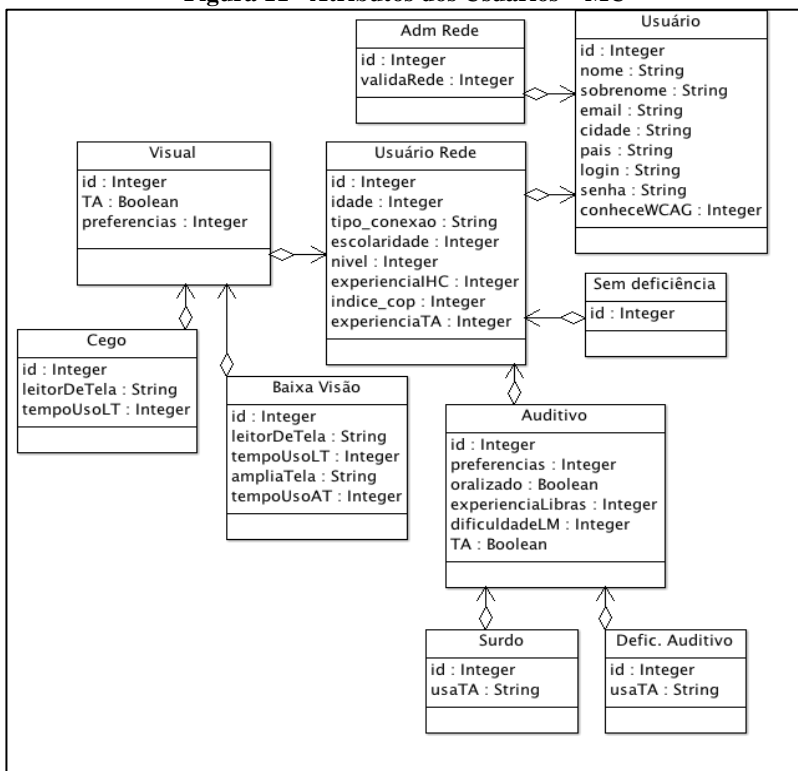 Figura Atributos dos Usuários
Adm Rede
id : Integer
validaRede : Integer
Usuário
id : Integer
nome : String
sobrenome : String
email : String
cidade : String
pais : String
login : String
senha : String
conheceWCAG : Integer
Visual
id : Integer
TA : Boolean
preferencias : Integer
Usuário Rede
id : Integer
idade : Integer
tipo_conexao : String
escolaridade : Integer
nivel : Integer
experienciaIHC : Integer
indice_cop : Integer
experienciaTA : Integer
Sem deficiência
id : Integer
Cego
id : Integer
leitorDeTela : String
tempoUsoLT : Integer
Baixa Visão
id : Integer
leitorDeTela : String
tempoUsoLT : Integer
ampliaTela : String
tempoUsoAT : Integer
Auditivo
id : Integer
preferencias : Integer
oralizado : Boolean
experienciaLibras : Integer
dificuldadeLM : Integer
TA : Boolean
Surdo
id : Integer
usaTA : String
Defic. Auditivo
id : Integer
usaTA : String